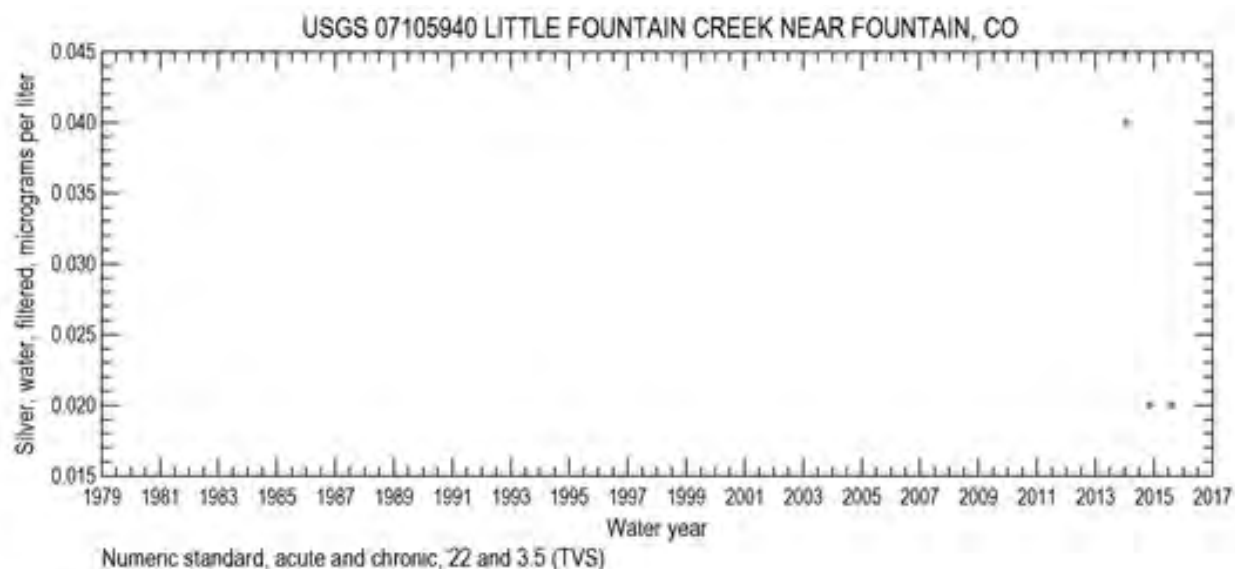 USGS 07105940 LITTLE FOUNTAIN CREEK NEAR FOUNTAIN, CO
Silver, water, filtered, micrograms per liter
0.045
0.040
0.035
0.030
0.025
0.020
0.015
1979 1981 1983 1985 1987 1989 1991 1993 1995 1997 1999 2001 2003 2005 2007 2009 2011 2013 2015 2017
Water year
Numeric standard, acute and chronic, 22 and 3.5 (TVS)